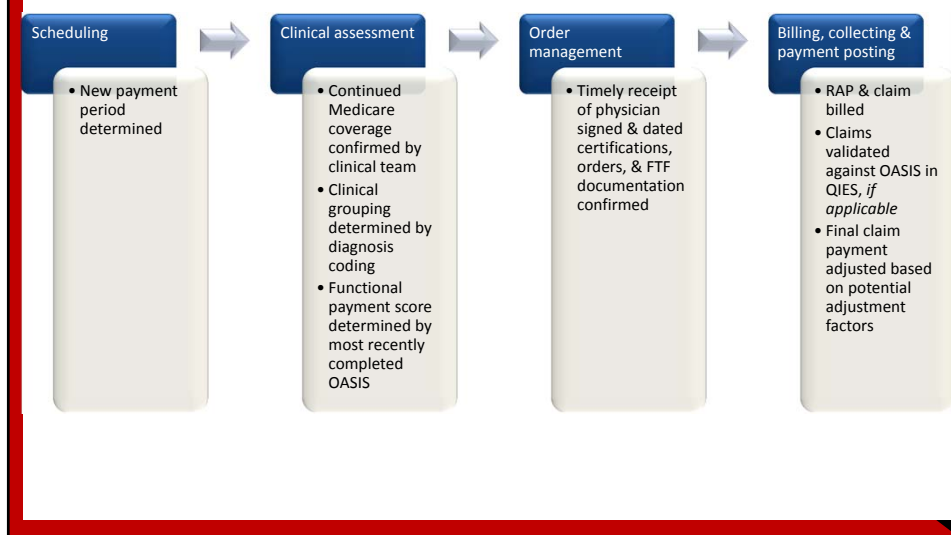 Scheduling
• New payment
period
determined
Clinical assessment
• Continued
Medicare
coverage
confirmed by
clinical team
• Clinical
grouping
determined by
diagnosis
coding
• Functional
payment score
determined by
most recently
completed
OASIS
Order
management
• Timely receipt
of physician
signed & dated
certifications,
orders, & FTF
documentation
confirmed
Billing, collecting &
payment posting
• RAP & claim
billed
• Claims
validated
against OASIS in
QIES, if
applicable
• Final claim
payment
adjusted based
on potential
adjustment
factors